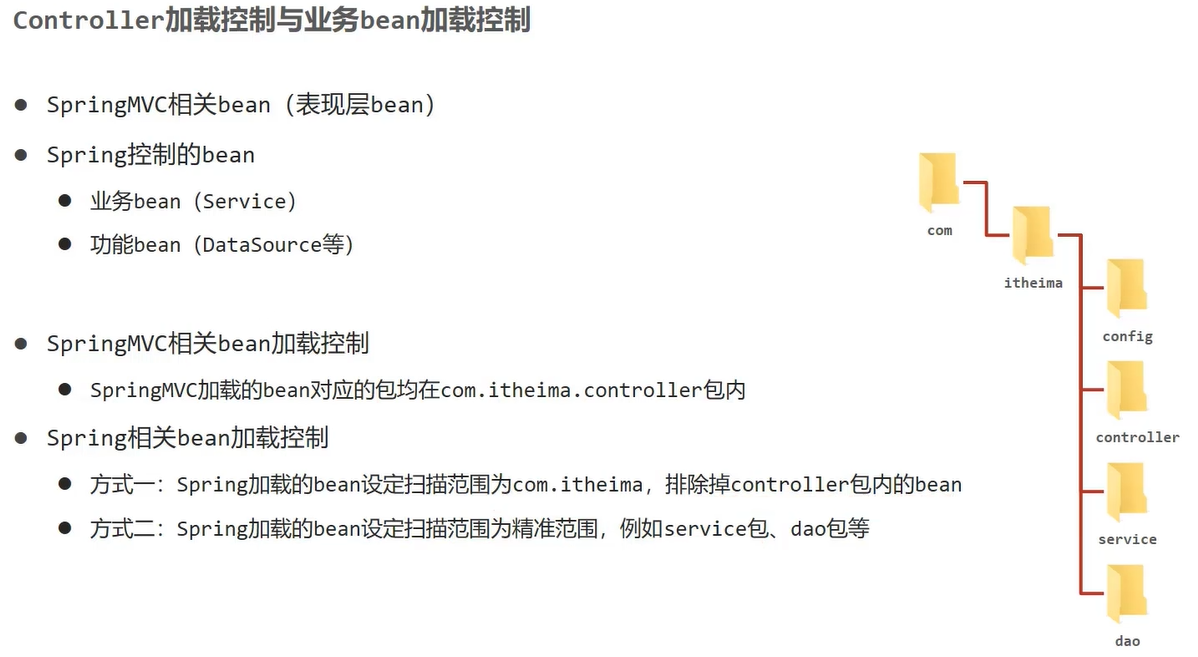 Controller加载控制与业务bean加载控制
● SpringMVC相关bean（表现层bean）
● Spring控制的bean
● 业务bean（Service）
● 功能bean（DataSource等）
● SpringMVC相关bean加载控制
● SpringMVC加载的bean对应的包均在com.itheima.controller包内
● Spring相关bean加载控制
● 方式一：Spring加载的bean设定扫描范围为com.itheima，排除掉controller包内的bean
● 方式二：Spring加载的bean设定扫描范围为精准范围，例如service包、dao包等
com
itheima
config
controller
service
dao